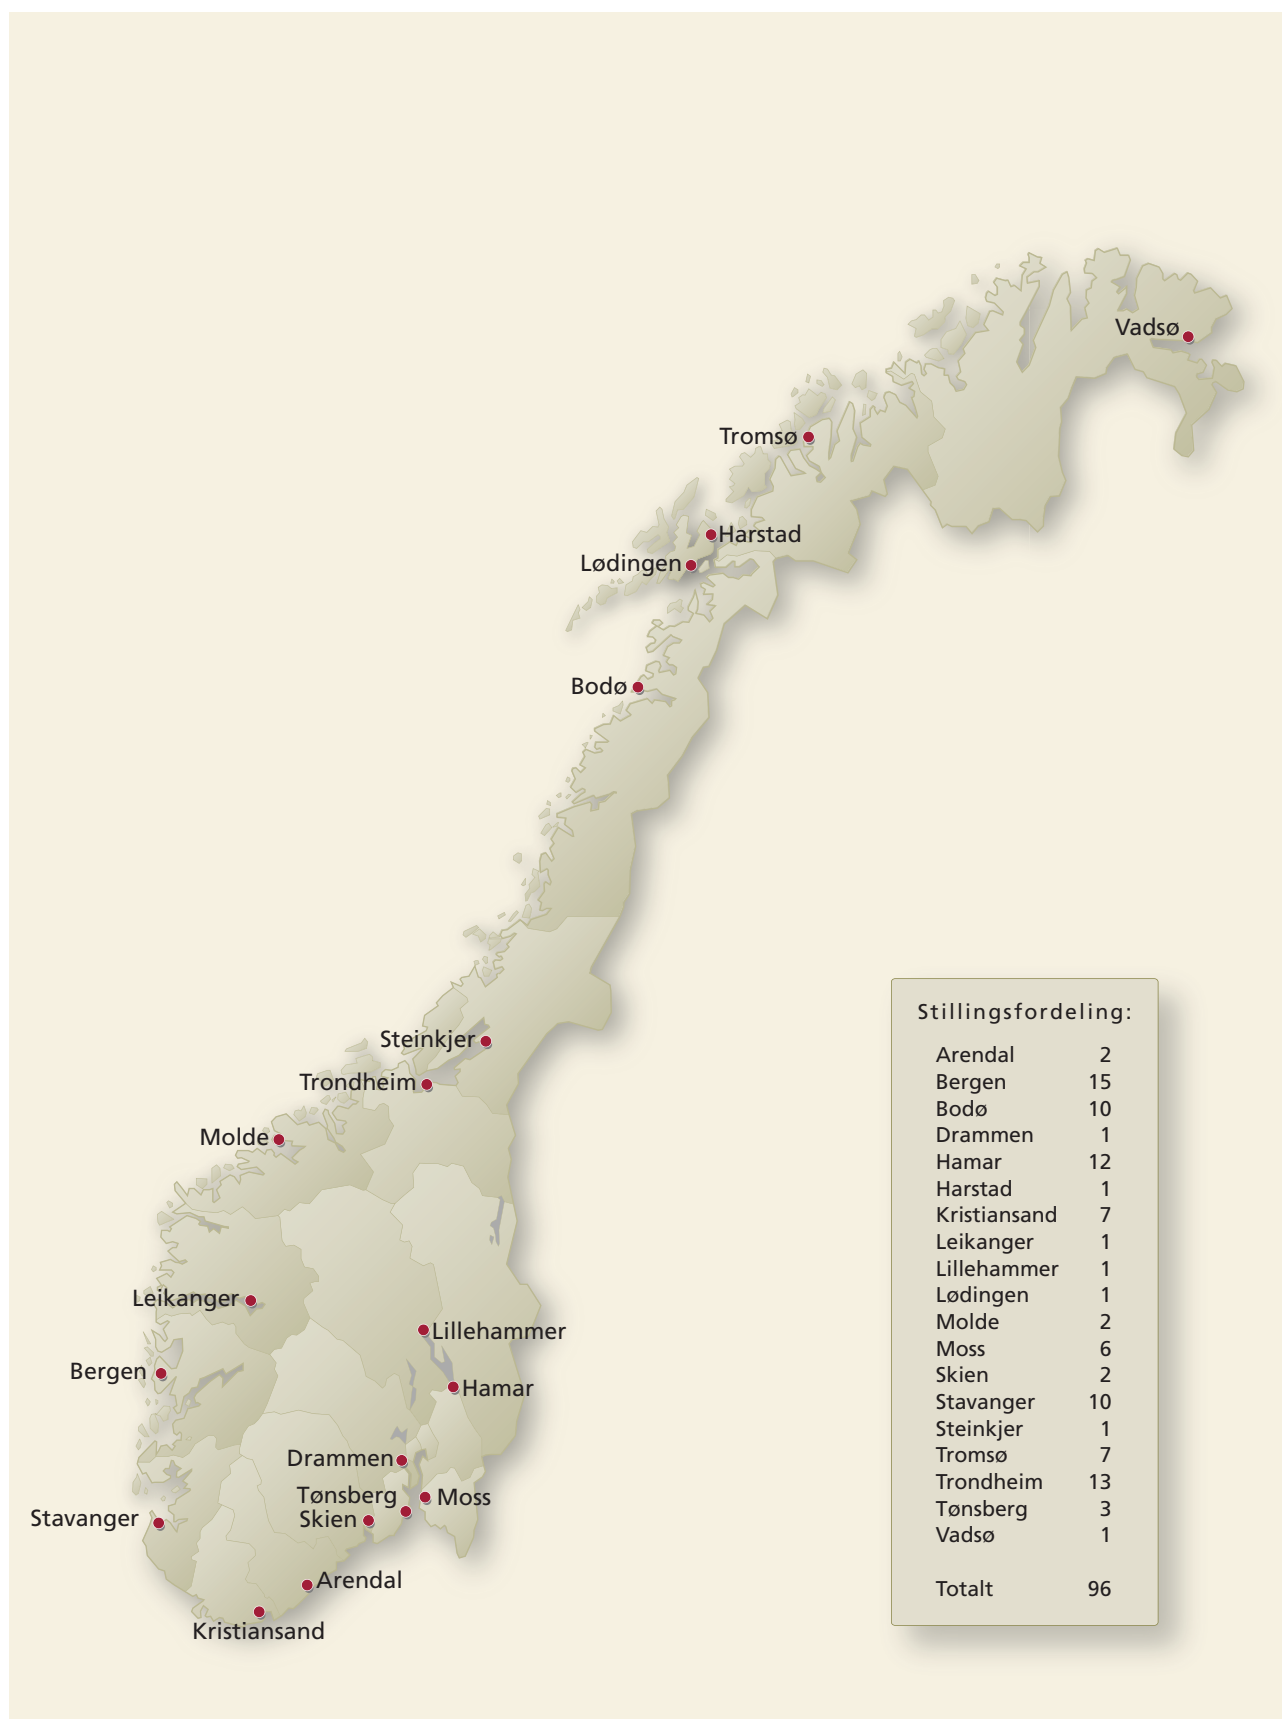 Vadsø
Tromsø
Harstad
Lødingen
Bodø
Steinkjer
Trondheim
Molde
Leikanger
Lillehammer
Bergen
Hamar
Drammen
Tønsberg
Moss
Skien
Stavanger
Arendal
Kristiansand
Stillingsfordeling:
Arendal 2
Bergen 15
Bodø 10
Drammen 1
Hamar 12
Harstad 1
Kristiansand 7
Leikanger 1
Lillehammer 1
Lødingen 1
Molde 2
Moss 6
Skien 2
Stavanger 10
Steinkjer 1
Tromsø 7
Trondheim 13
Tønsberg 3
Vadsø 1
Totalt 96